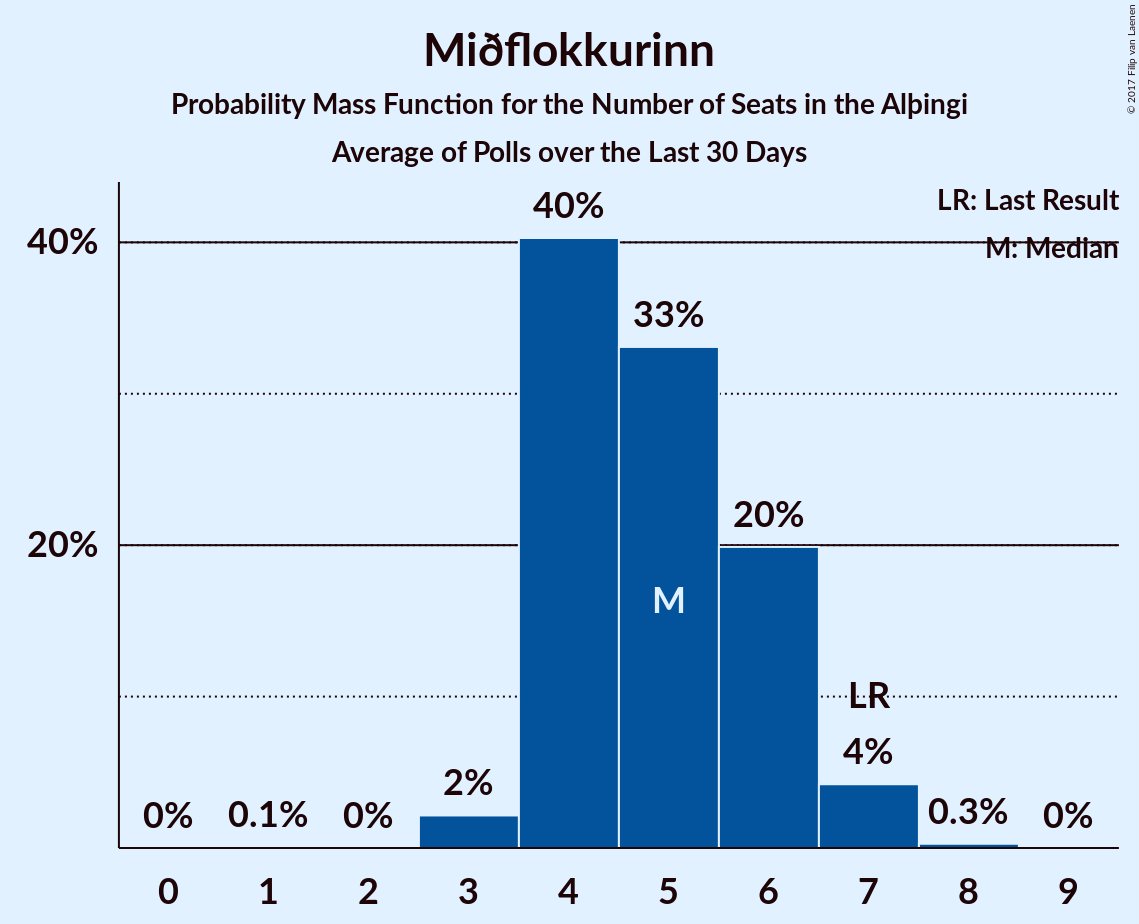 Miðflokkurinn
Probability Mass Function for the Number of Seats in the Alþingi
Average of Polls over the Last 30 Days
© 2017 Filip van Laenen
LR: Last Result
M: Median
40%
20%
0%
0.1%
0%
2%
40%
33%
M
20%
LR
4%
0.3%
0%
0 1 2 3 4 5 6 7 8 9